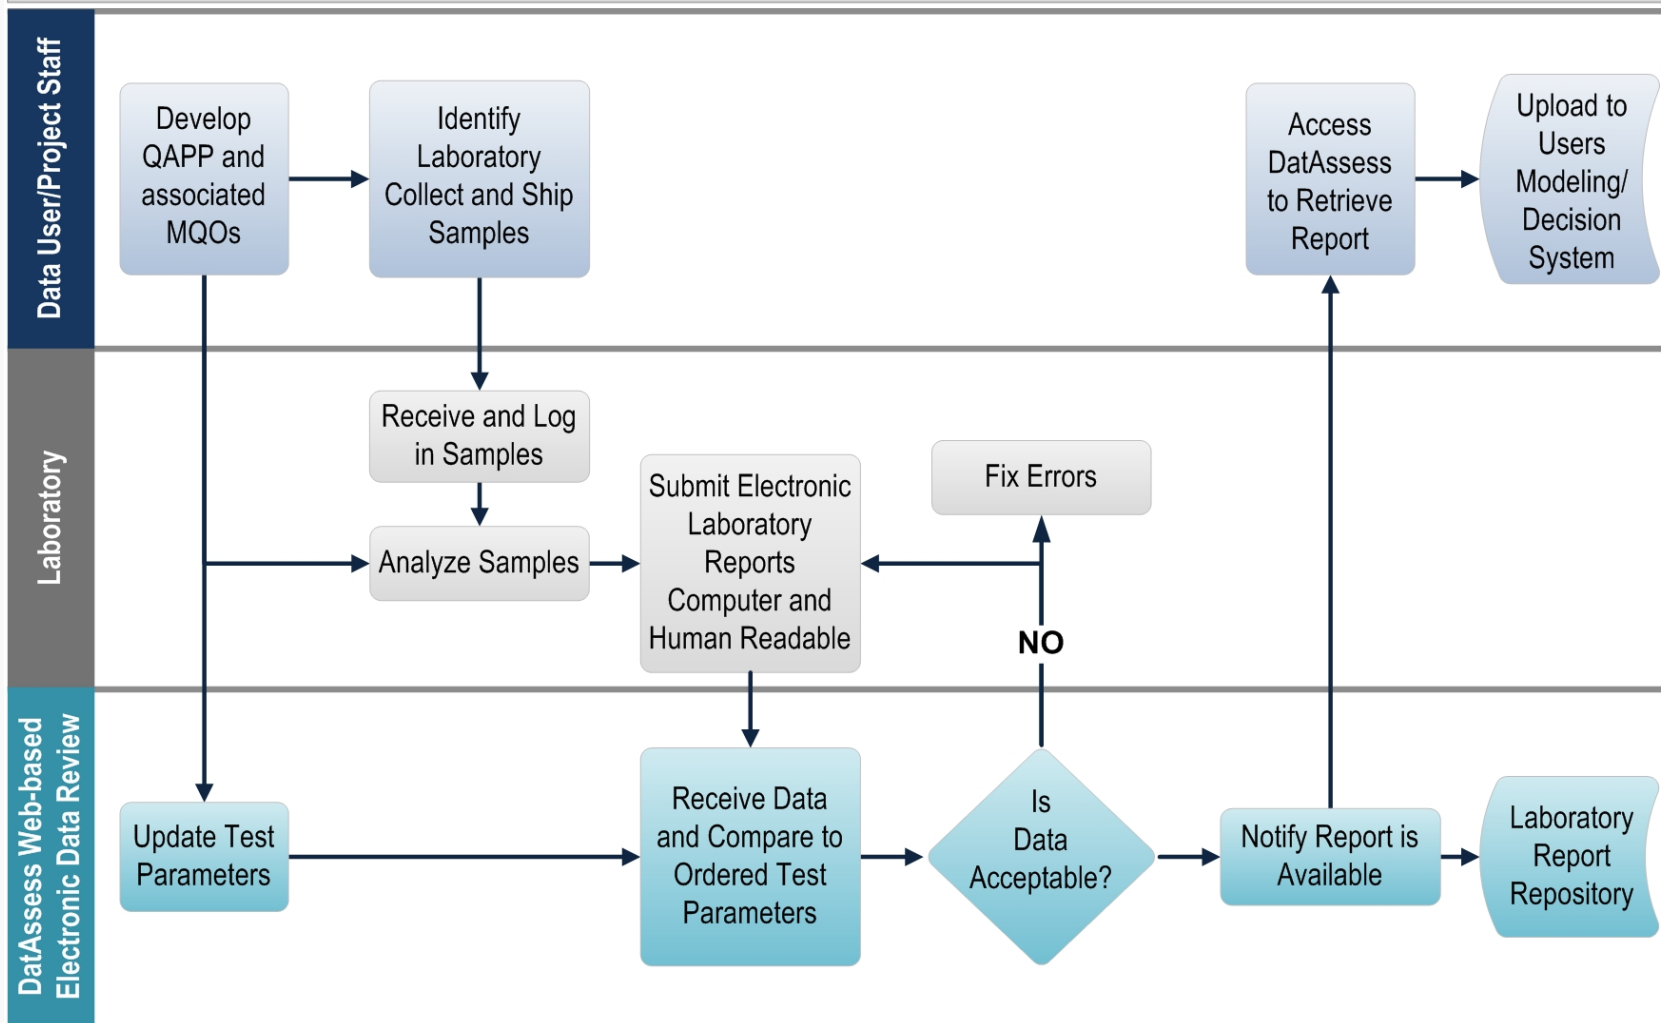 Data User/Project Staff
Develop
QAPP and
associated
MQOs
Identify
Laboratory
Collect and Ship
Samples
Access
DatAssess
to Retrieve
Report
Upload to
Users
Modeling/
Decision
System
Laboratory
Receive and Log
in Samples
Analyze Samples
Submit Electronic
Laboratory
Reports
Computer and
Human Readable
Fix Errors
NO
DatAssess Web-based
Electronic Data Review
Update Test
Parameters
Receive Data
and Compare to
Ordered Test
Parameters
Is
Data
Acceptable?
Notify Report is
Available
Laboratory
Report
Repository